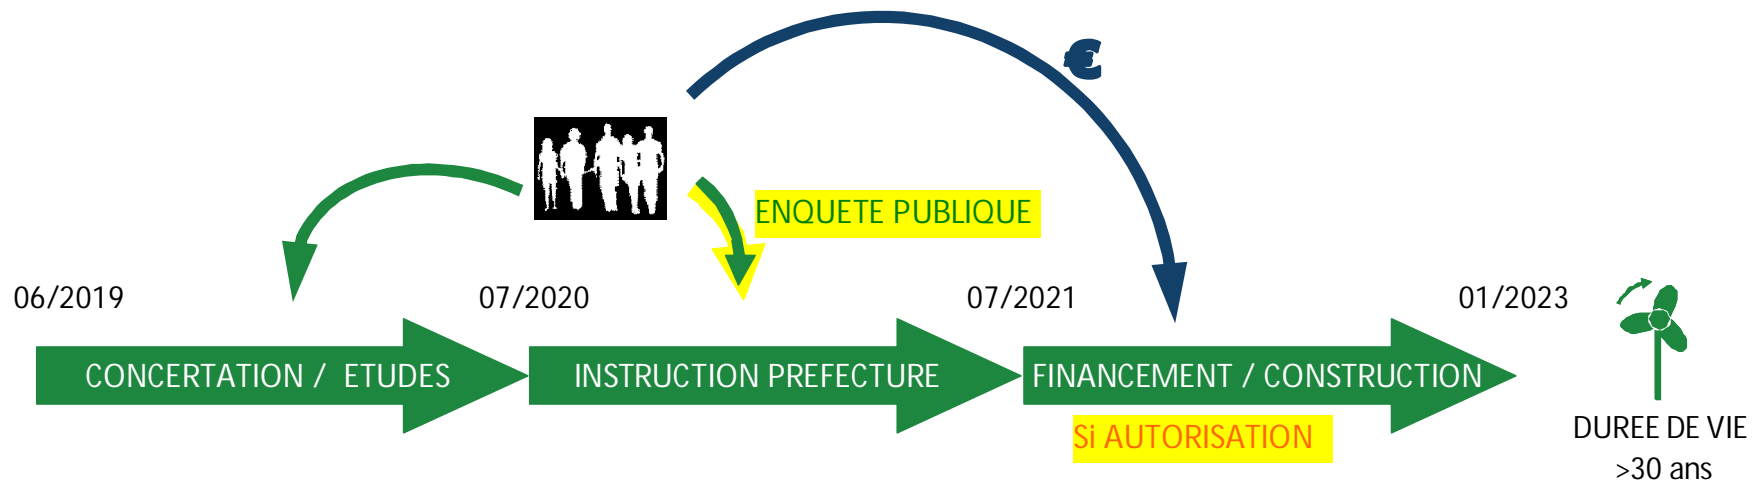 €
ENQUETE PUBLIQUE
06/2019
07/2020
07/2021
01/2023
CONCERTATION / ETUDES
INSTRUCTION PREFECTURE
FINANCEMENT / CONSTRUCTION
Si AUTORISATION
DUREE DE VIE
>30 ans